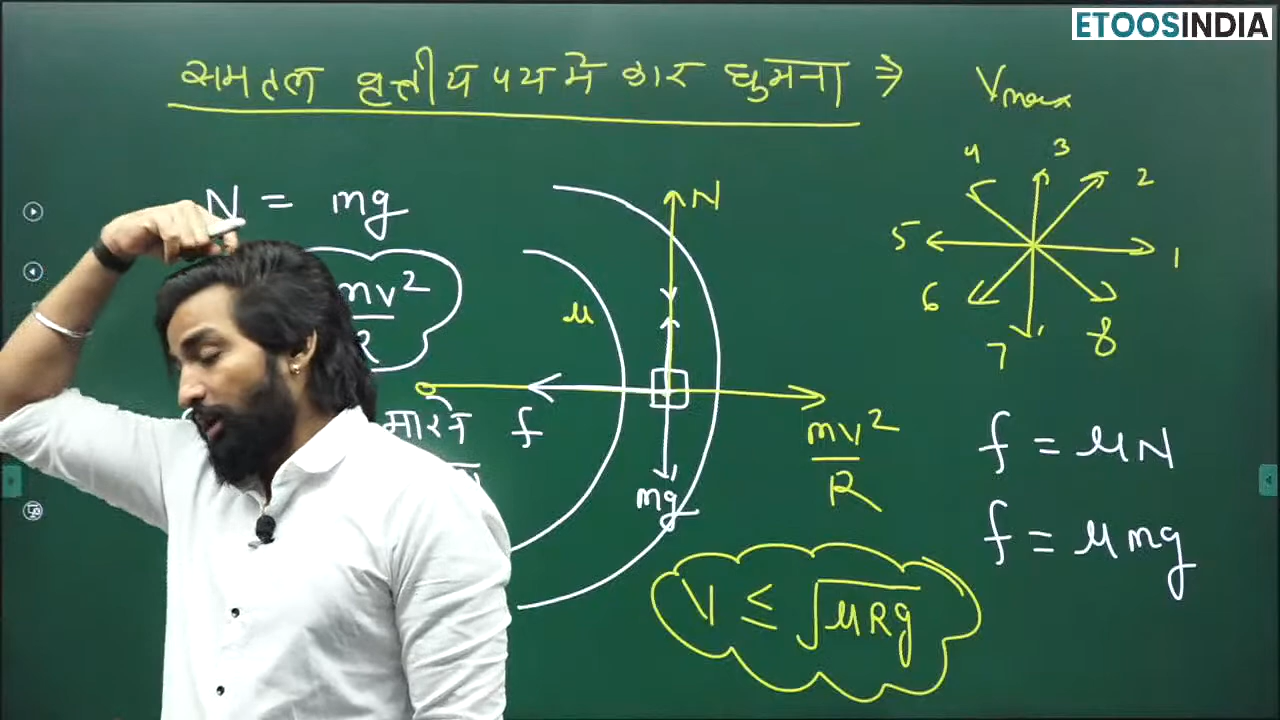 ETOOSINDIA
समतल वृत्तीय पथ में कार घुमना ⇒ Vmax
4 3 2
5 1
6 7 8
N = mg
mv²
R
μ
N
f
mg
mv²/R
f = μN
f = μmg
V ≤ √μRg